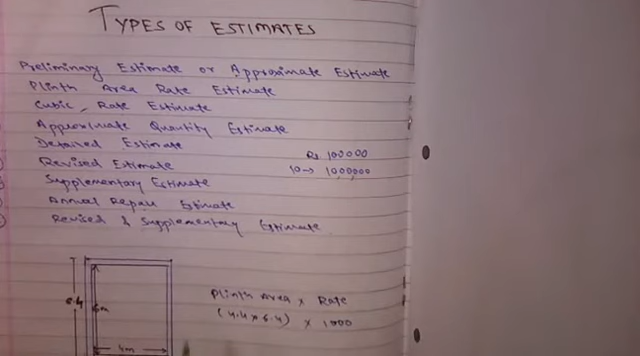 TYPES OF ESTIMATES
Preliminary Estimate or Approximate Estimate
Plinth Area Rate Estimate
Cubic Rate Estimate
Approximate Quantity Estimate
Detailed Estimate
Rs 100000
Revised Estimate
10 → 1000,000
Supplementary Estimate
Annual Repair Estimate
Revised & Supplementary Estimate
Plinth Area x Rate
6.4
6m
(4.4 x 6.4) x 1000
4m